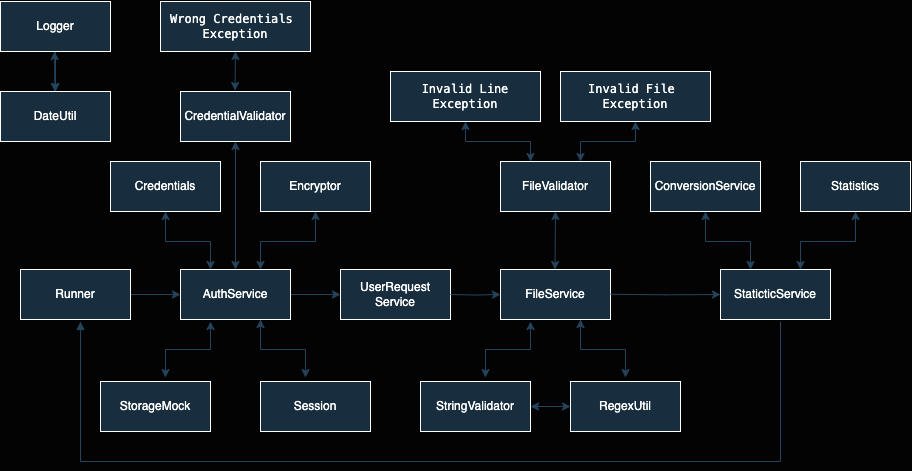 Logger
Wrong Credentials
Exception
Invalid Line
Exception
Invalid File
Exception
DateUtil
CredentialValidator
Credentials
Encryptor
FileValidator
ConversionService
Statistics
Runner
AuthService
UserRequest
Service
FileService
StaticticService
StorageMock
Session
StringValidator
RegexUtil